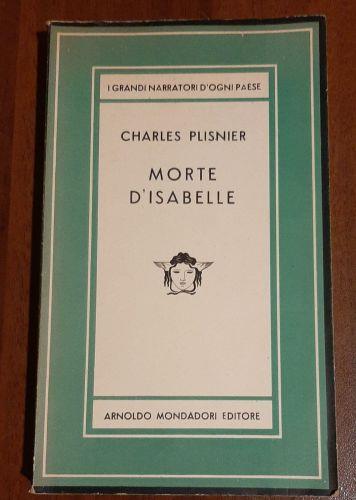 I GRANDI NARRATORI D'OGNI PAESE
CHARLES PLISNIER
MORTE
D'ISABELLE
ARNOLDO MONDADORI EDITORE